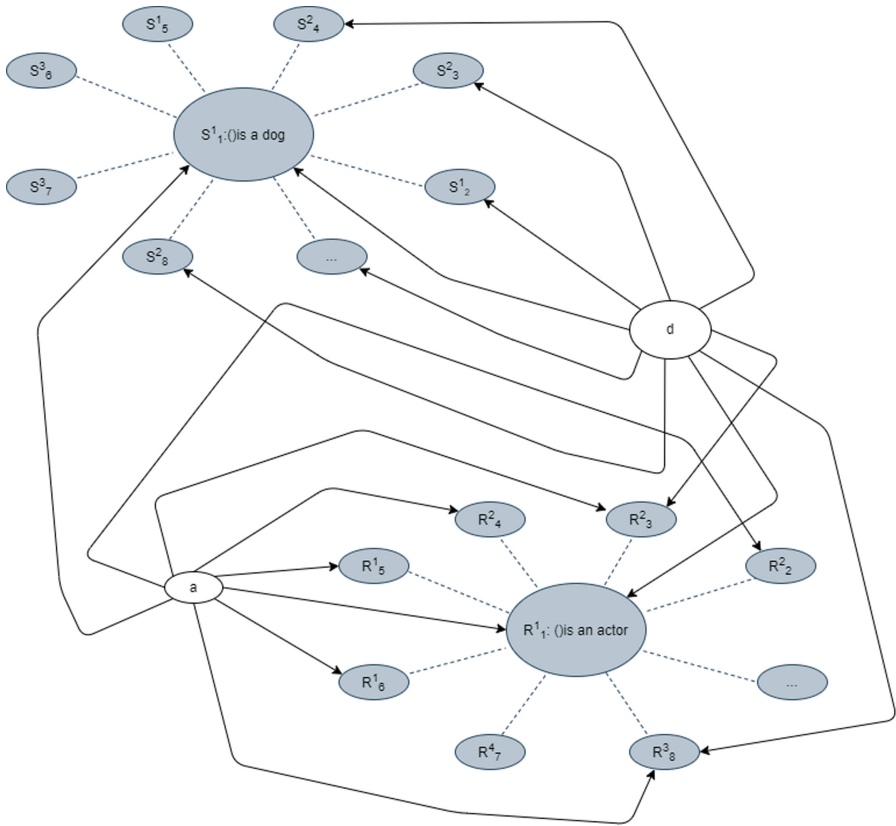 S¹₅
S²₄
S³₆
S²₃
S¹₁:()is a dog
S³₇
S¹₂
S²₈
...
d
R²₄
R²₃
R¹₅
R²₂
a
R¹₁: ()is an actor
R¹₆
...
R⁴₇
R³₈